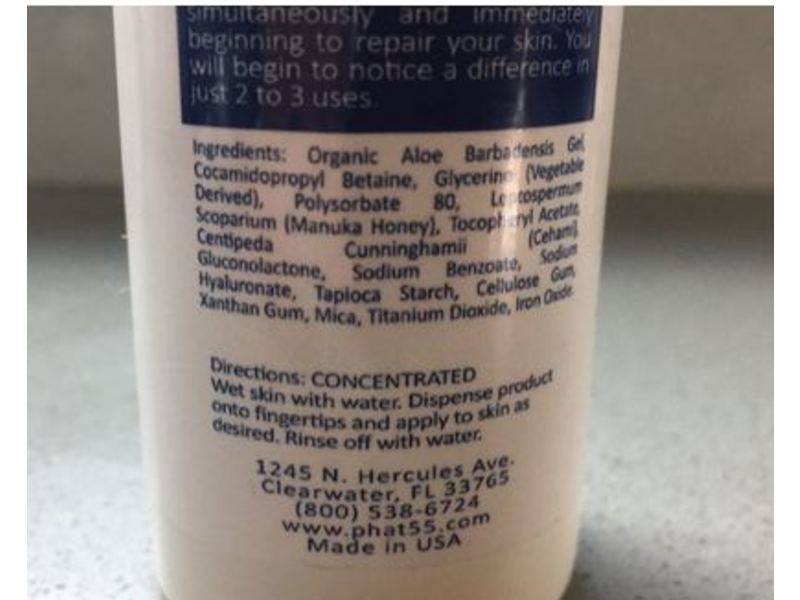 simultaneously and immediately
beginning to repair your skin. You
will begin to notice a difference in
just 2 to 3 uses.
Ingredients: Organic Aloe Barbadensis Gel,
Cocamidopropyl Betaine, Glycerine (Vegetable
Derived), Polysorbate 80, Leptospermum
Scoparium (Manuka Honey), Tocopheryl Acetate,
Centipeda Cunninghamii (Cehami),
Gluconolactone, Sodium Benzoate, Sodium
Hyaluronate, Tapioca Starch, Cellulose Gum,
Xanthan Gum, Mica, Titanium Dioxide, Iron Oxide.
Directions: CONCENTRATED
Wet skin with water. Dispense product
onto fingertips and apply to skin as
desired. Rinse off with water.
1245 N. Hercules Ave.
Clearwater, FL 33765
(800) 538-6724
www.phat55.com
Made in USA